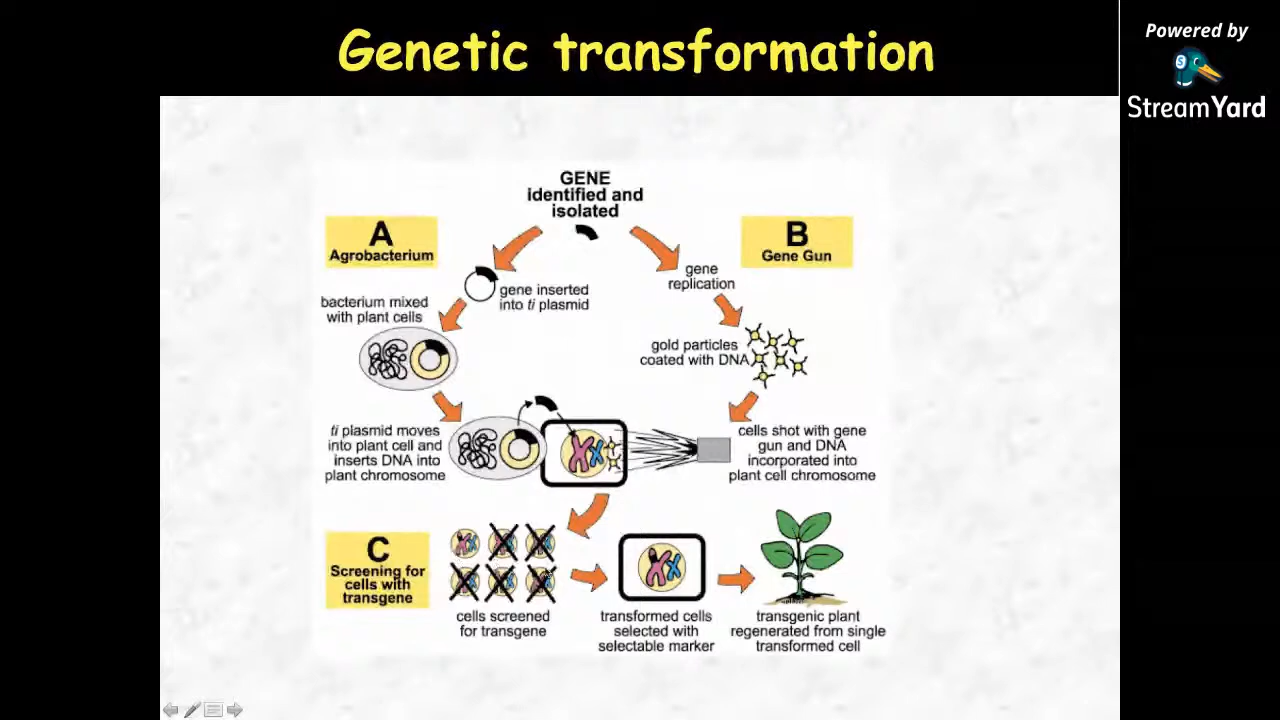 Genetic transformation
Powered by
StreamYard
GENE
identified and
isolated
A
Agrobacterium
B
Gene Gun
gene inserted
into ti plasmid
gene
replication
bacterium mixed
with plant cells
gold particles
coated with DNA
ti plasmid moves
into plant cell and
inserts DNA into
plant chromosome
cells shot with gene
gun and DNA
incorporated into
plant cell chromosome
C
Screening for
cells with
transgene
cells screened
for transgene
transformed cells
selected with
selectable marker
transgenic plant
regenerated from single
transformed cell